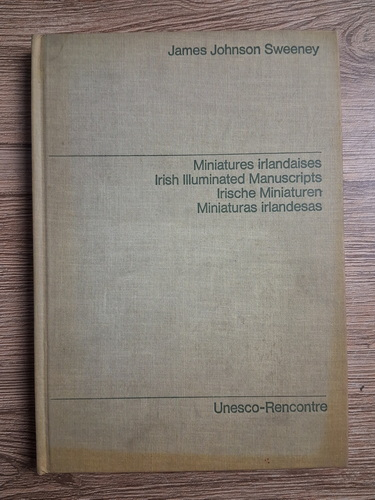 James Johnson Sweeney
Miniatures irlandaises
Irish Illuminated Manuscripts
Irische Miniaturen
Miniaturas irlandesas
Unesco-Rencontre